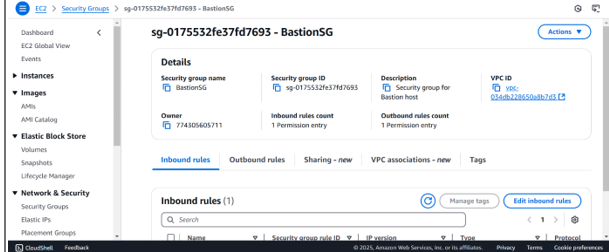 EC2 > Security Groups > sg-0175532fe37fd7693 - BastionSG
Dashboard
EC2 Global View
Events
Instances
Images
AMIs
AMI Catalog
Elastic Block Store
Volumes
Snapshots
Lifecycle Manager
Network & Security
Security Groups
Elastic IPs
Placement Groups
sg-0175532fe37fd7693 - BastionSG
Actions
Details
Security group name
BastionSG
Security group ID
sg-0175532fe37fd7693
Description
Security group for
Bastion host
VPC ID
vpc-
034db228650a8b7d3
Owner
774305605711
Inbound rules count
1 Permission entry
Outbound rules count
1 Permission entry
Inbound rules Outbound rules Sharing - new VPC associations - new Tags
Inbound rules (1)
Manage tags Edit inbound rules
Search
1
Name Security group rule ID IP version Type Protocol
CloudShell Feedback © 2025, Amazon Web Services, Inc. or its affiliates. Privacy Terms Cookie preferences